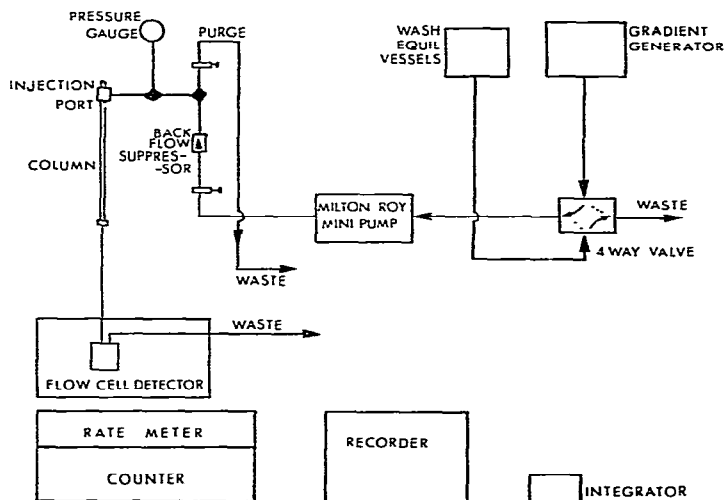 PRESSURE
GAUGE
PURGE
WASH
EQUIL
VESSELS
GRADIENT
GENERATOR
INJECTION
PORT
BACK
FLOW
SUPPRES-
-SOR
COLUMN
MILTON ROY
MINI PUMP
WASTE
4 WAY VALVE
WASTE
WASTE
FLOW CELL DETECTOR
RATE METER
COUNTER
RECORDER
INTEGRATOR